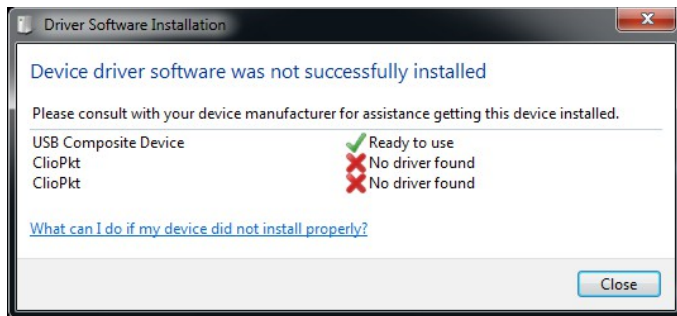 Driver Software Installation
Device driver software was not successfully installed
Please consult with your device manufacturer for assistance getting this device installed.
USB Composite Device Ready to use
ClioPkt No driver found
ClioPkt No driver found
What can I do if my device did not install properly?
Close